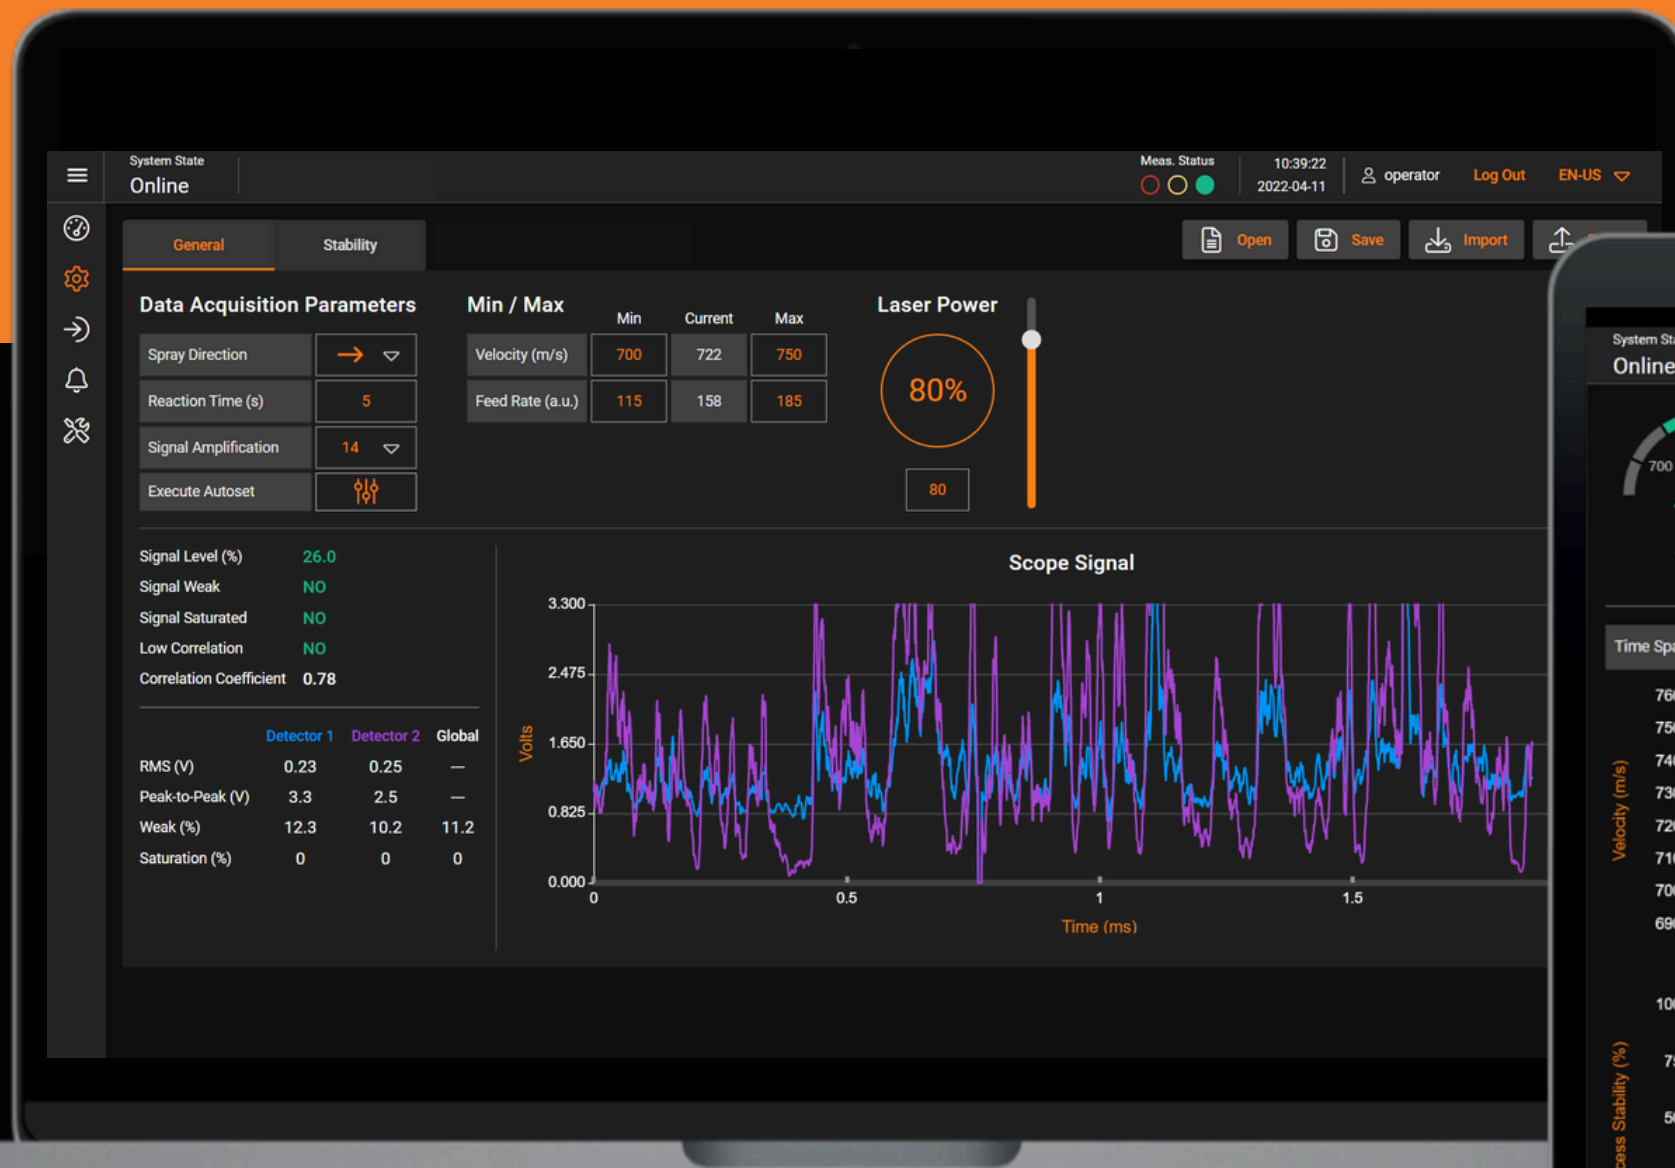 System State
Online
Meas. Status
10:39:22
2022-04-11
operator
Log Out
EN-US
General
Stability
Open
Save
Import
Data Acquisition Parameters
Spray Direction
Reaction Time (s) 5
Signal Amplification 14
Execute Autoset
Min / Max
Min Current Max
Velocity (m/s) 700 722 750
Feed Rate (a.u.) 115 158 185
Laser Power
80%
80
Signal Level (%) 26.0
Signal Weak NO
Signal Saturated NO
Low Correlation NO
Correlation Coefficient 0.78
Detector 1 Detector 2 Global
RMS (V) 0.23 0.25 —
Peak-to-Peak (V) 3.3 2.5 —
Weak (%) 12.3 10.2 11.2
Saturation (%) 0 0 0
Scope Signal
Volts
3.300
2.475
1.650
0.825
0.000
0 0.5 1 1.5
Time (ms)
System
Online
700
Time
Velocity (m/s)
Stability (%)